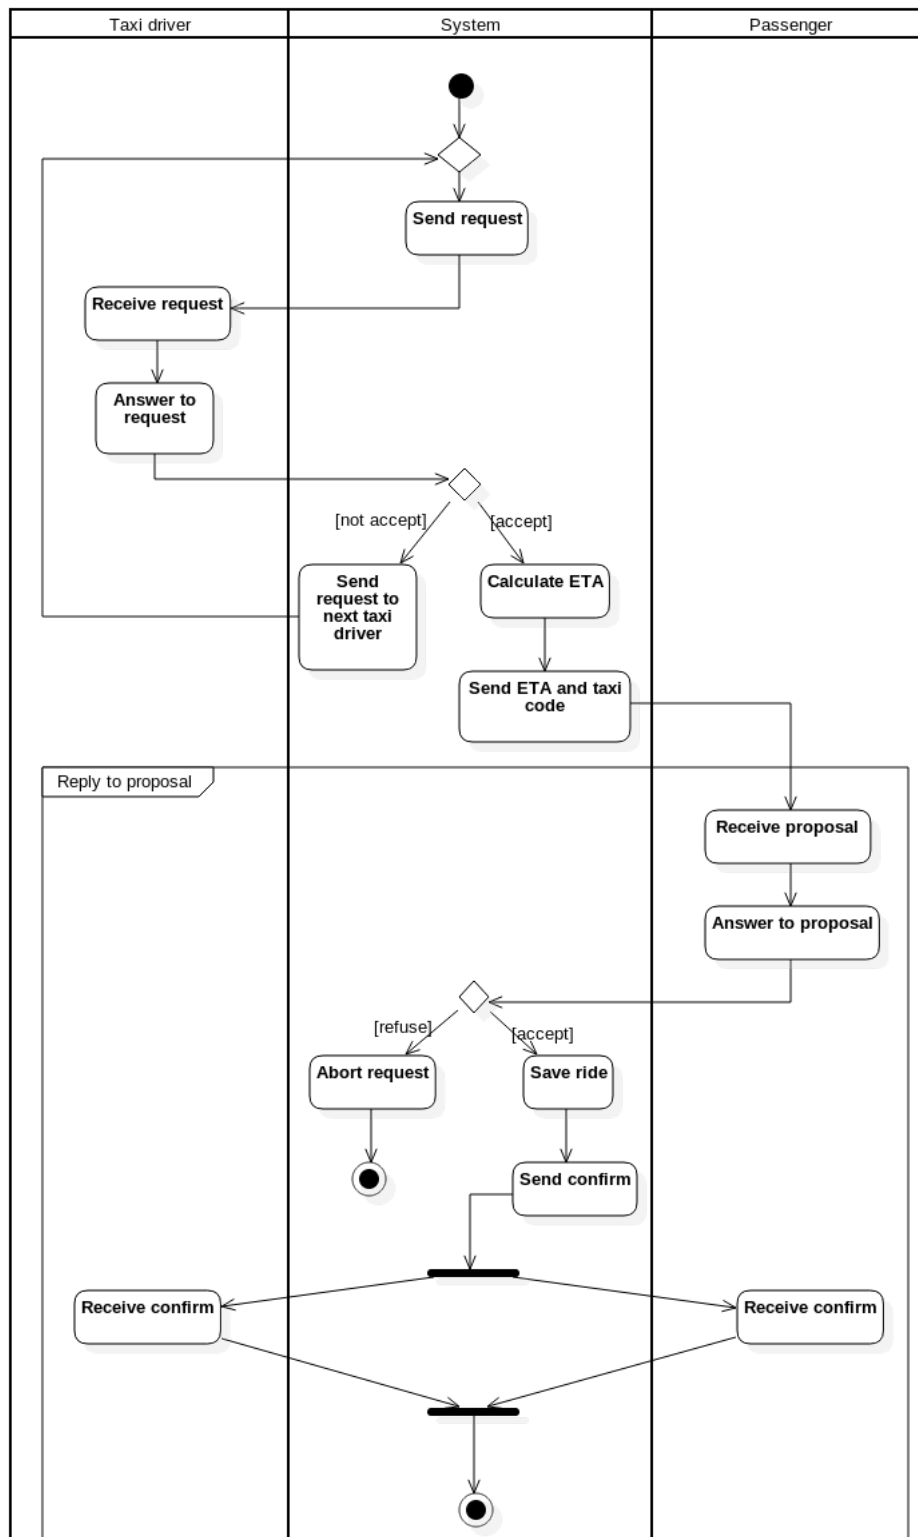 Taxi driver
System
Passenger
Send request
Receive request
Answer to
request
[not accept]
[accept]
Send
request to
next taxi
driver
Calculate ETA
Send ETA and taxi
code
Reply to proposal
Receive proposal
Answer to proposal
[refuse]
[accept]
Abort request
Save ride
Send confirm
Receive confirm
Receive confirm